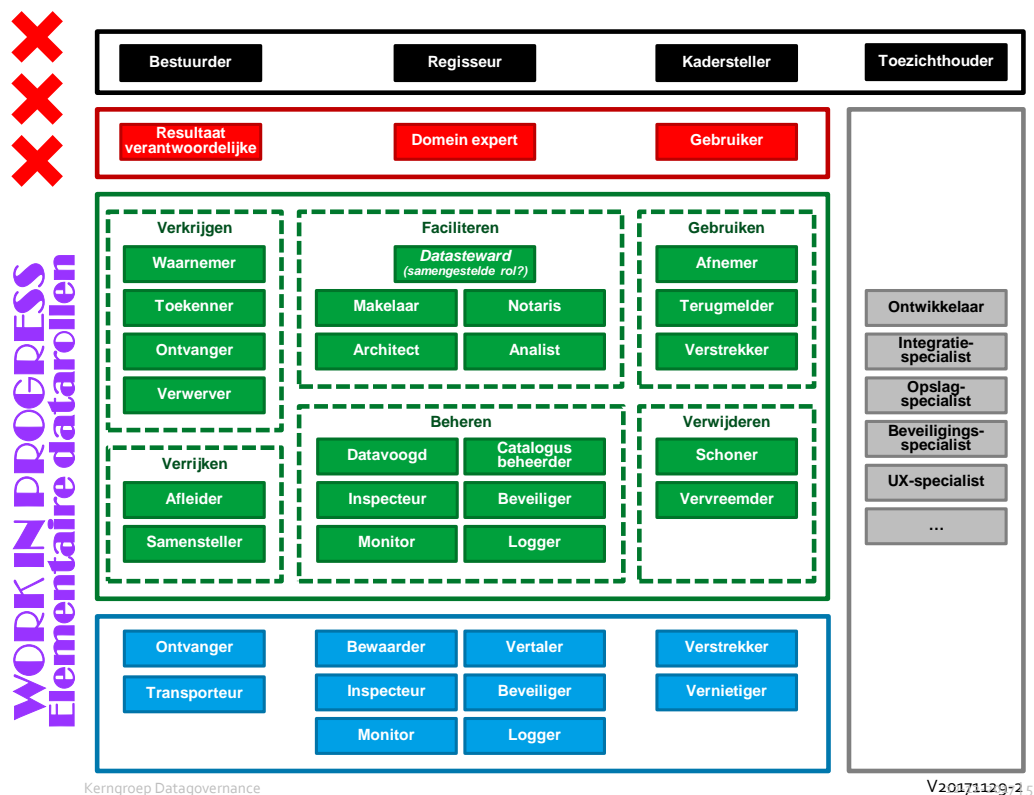 WORK IN PROGRESS
Elementaire datarollen
Bestuurder
Regisseur
Kadersteller
Toezichthouder
Resultaat
verantwoordelijke
Domein expert
Gebruiker
Verkrijgen
Waarnemer
Toekenner
Ontvanger
Verwerver
Faciliteren
Datasteward
(samengestelde rol?)
Makelaar
Notaris
Architect
Analist
Gebruiken
Afnemer
Terugmelder
Verstrekker
Verrijken
Afleider
Samensteller
Beheren
Datavoogd
Catalogus
beheerder
Inspecteur
Beveiliger
Monitor
Logger
Verwijderen
Schoner
Vervreemder
Ontwikkelaar
Integratie-
specialist
Opslag-
specialist
Beveiligings-
specialist
UX-specialist
...
Ontvanger
Transporteur
Bewaarder
Vertaler
Inspecteur
Beveiliger
Monitor
Logger
Verstrekker
Vernietiger
Kerngroep Datagovernance
V20171129-2